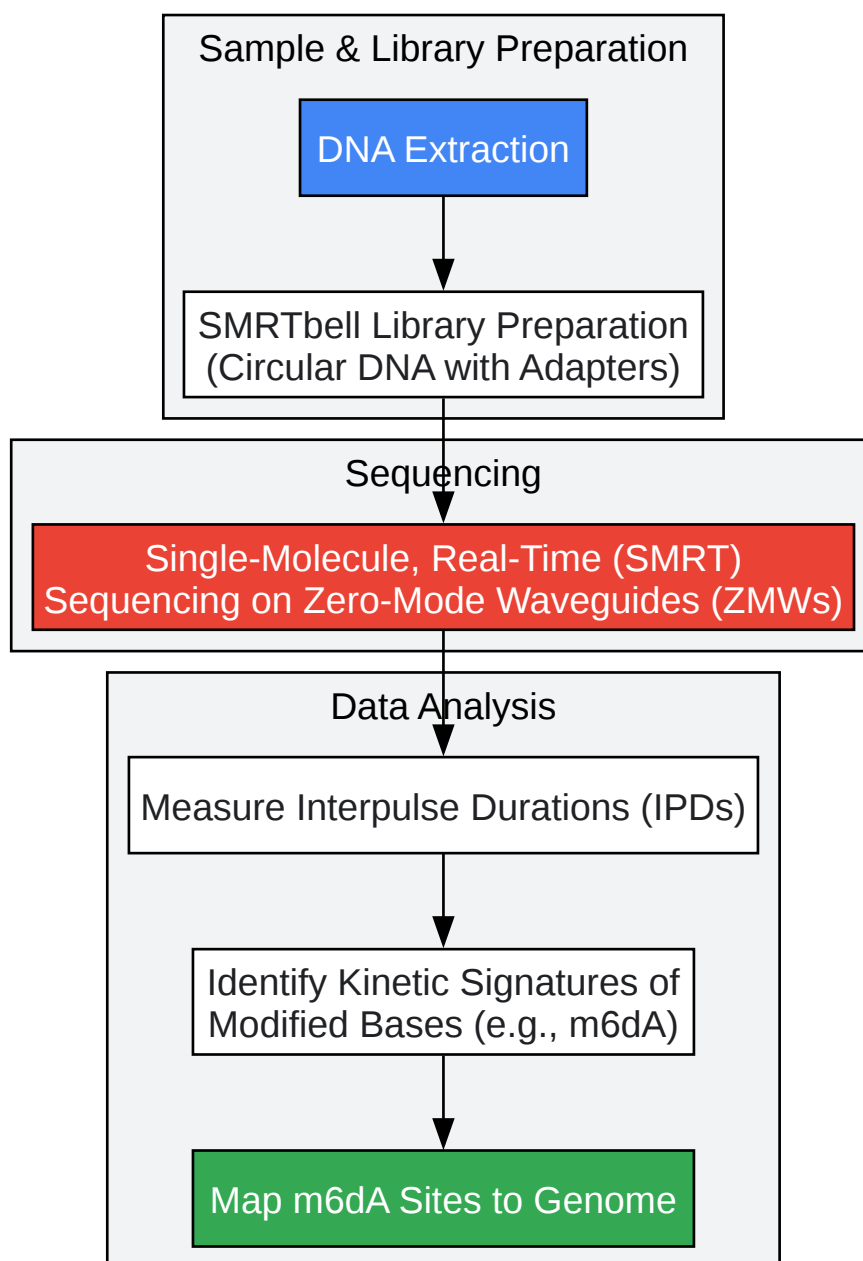 Sample & Library Preparation
DNA Extraction
SMRTbell Library Preparation
(Circular DNA with Adapters)
Sequencing
Single-Molecule, Real-Time (SMRT)
Sequencing on Zero-Mode Waveguides (ZMWs)
Data Analysis
Measure Interpulse Durations (IPDs)
Identify Kinetic Signatures of
Modified Bases (e.g., m6dA)
Map m6dA Sites to Genome